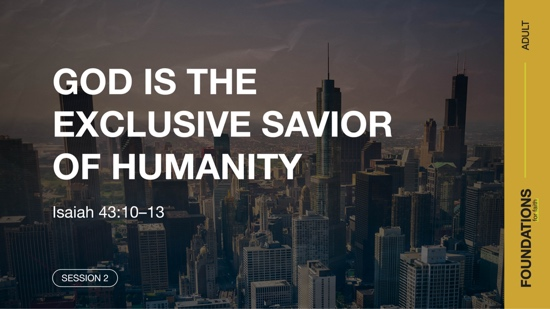 GOD IS THE
EXCLUSIVE SAVIOR
OF HUMANITY
Isaiah 43:10–13
SESSION 2
ADULT
FOUNDATIONS
for faith